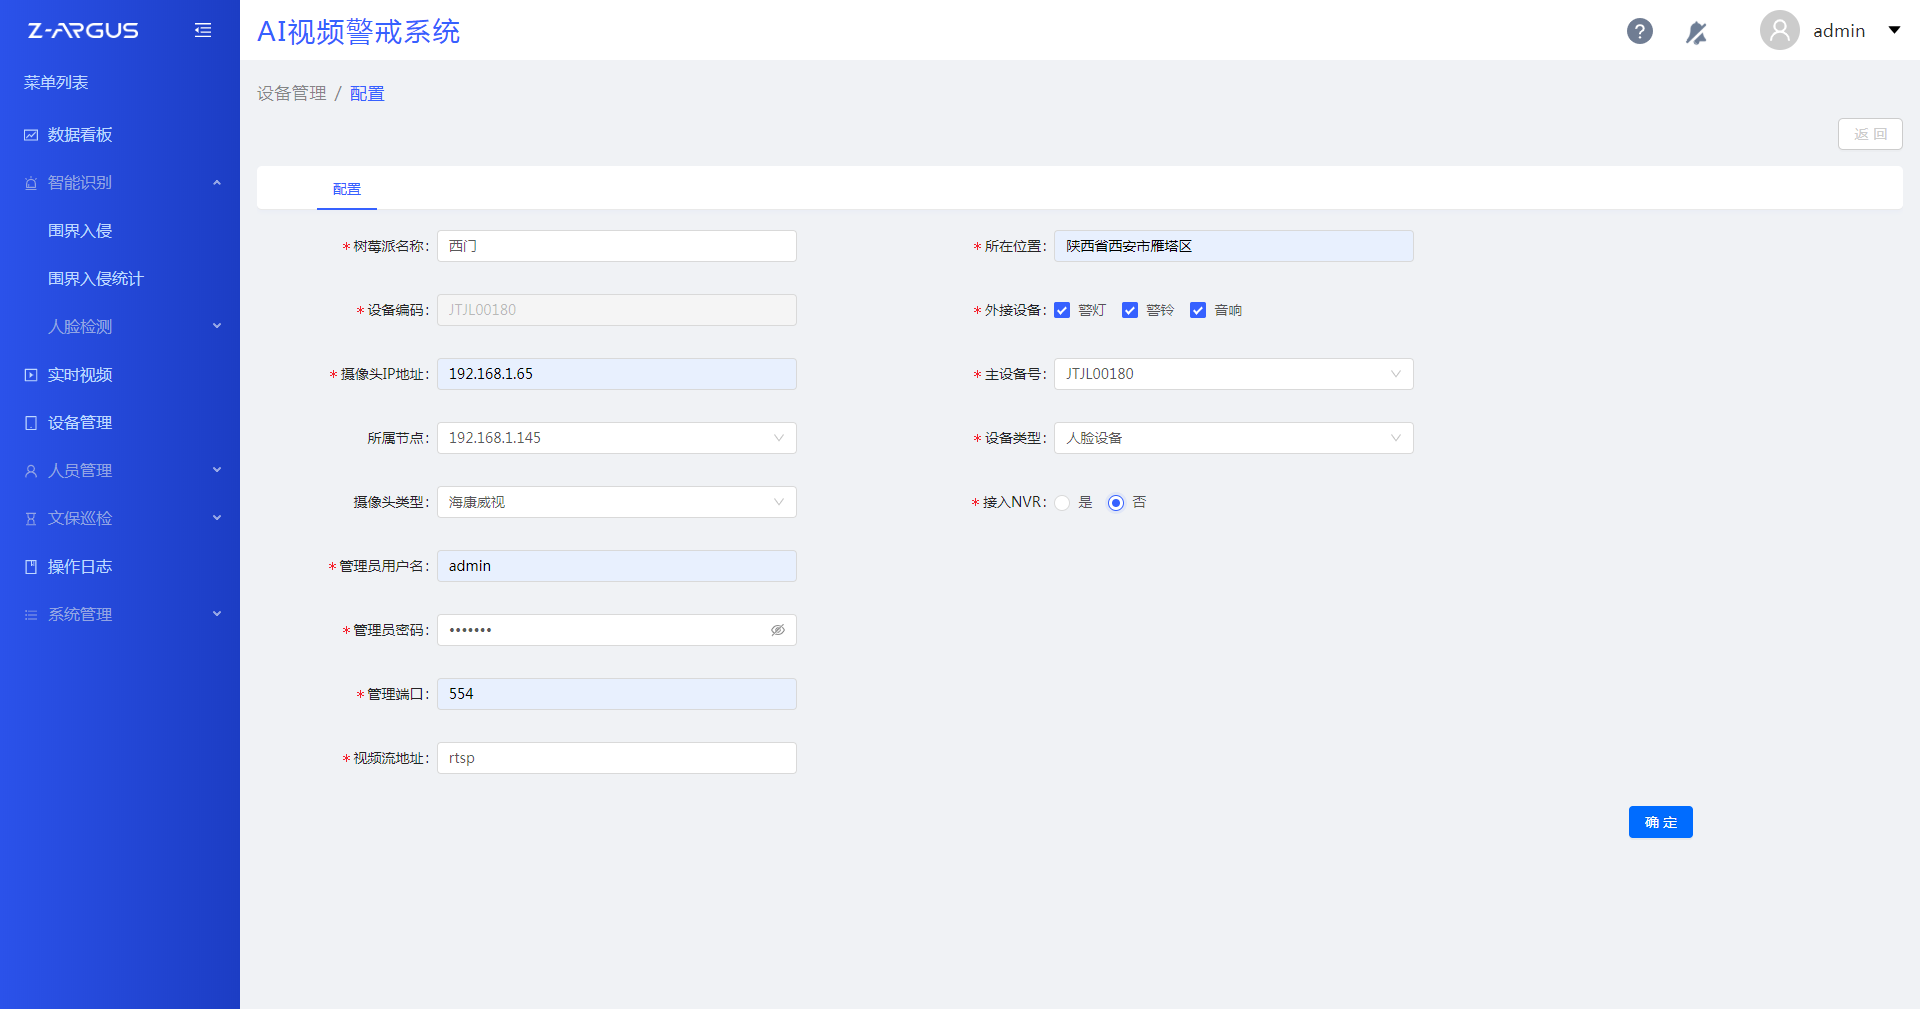 Z-ARGUS
AI视频警戒系统
admin
菜单列表
数据看板
智能识别
围界入侵
围界入侵统计
人脸检测
实时视频
设备管理
人员管理
文保巡检
操作日志
系统管理
设备管理 / 配置
返 回
配置
*树莓派名称: 西门
*所在位置: 陕西省西安市雁塔区
*设备编码: JTJL00180
*外接设备: 警灯 警铃 音响
*摄像头IP地址: 192.168.1.65
*主设备号: JTJL00180
所属节点: 192.168.1.145
*设备类型: 人脸设备
摄像头类型: 海康威视
*接入NVR: 是 否
*管理员用户名: admin
*管理员密码: •••••••
*管理端口: 554
*视频流地址: rtsp
确 定